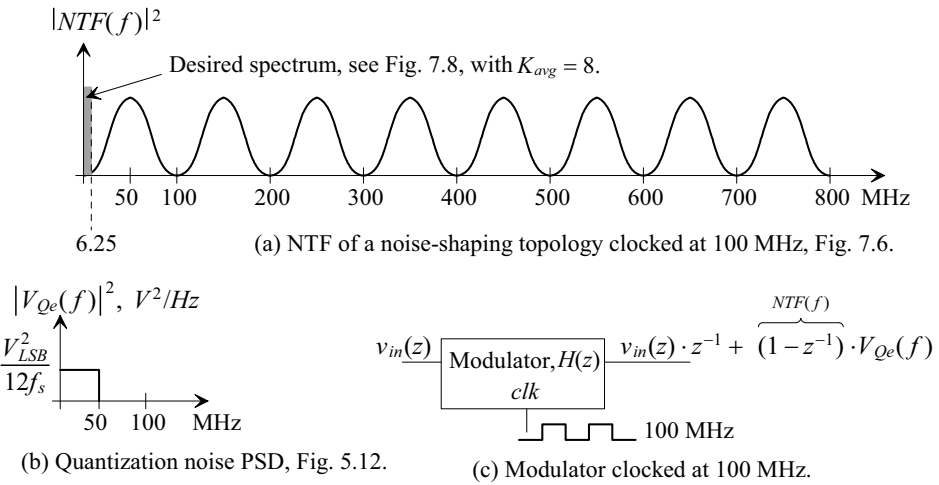 |NTF(f)|²
Desired spectrum, see Fig. 7.8, with K_avg = 8.
50 100 200 300 400 500 600 700 800 MHz
6.25
(a) NTF of a noise-shaping topology clocked at 100 MHz, Fig. 7.6.
|V_Qe(f)|², V²/Hz
V²_LSB / 12f_s
50 100 MHz
(b) Quantization noise PSD, Fig. 5.12.
NTF(f)
v_in(z) Modulator, H(z) v_in(z) · z⁻¹ + (1 − z⁻¹) · V_Qe(f)
clk
100 MHz
(c) Modulator clocked at 100 MHz.